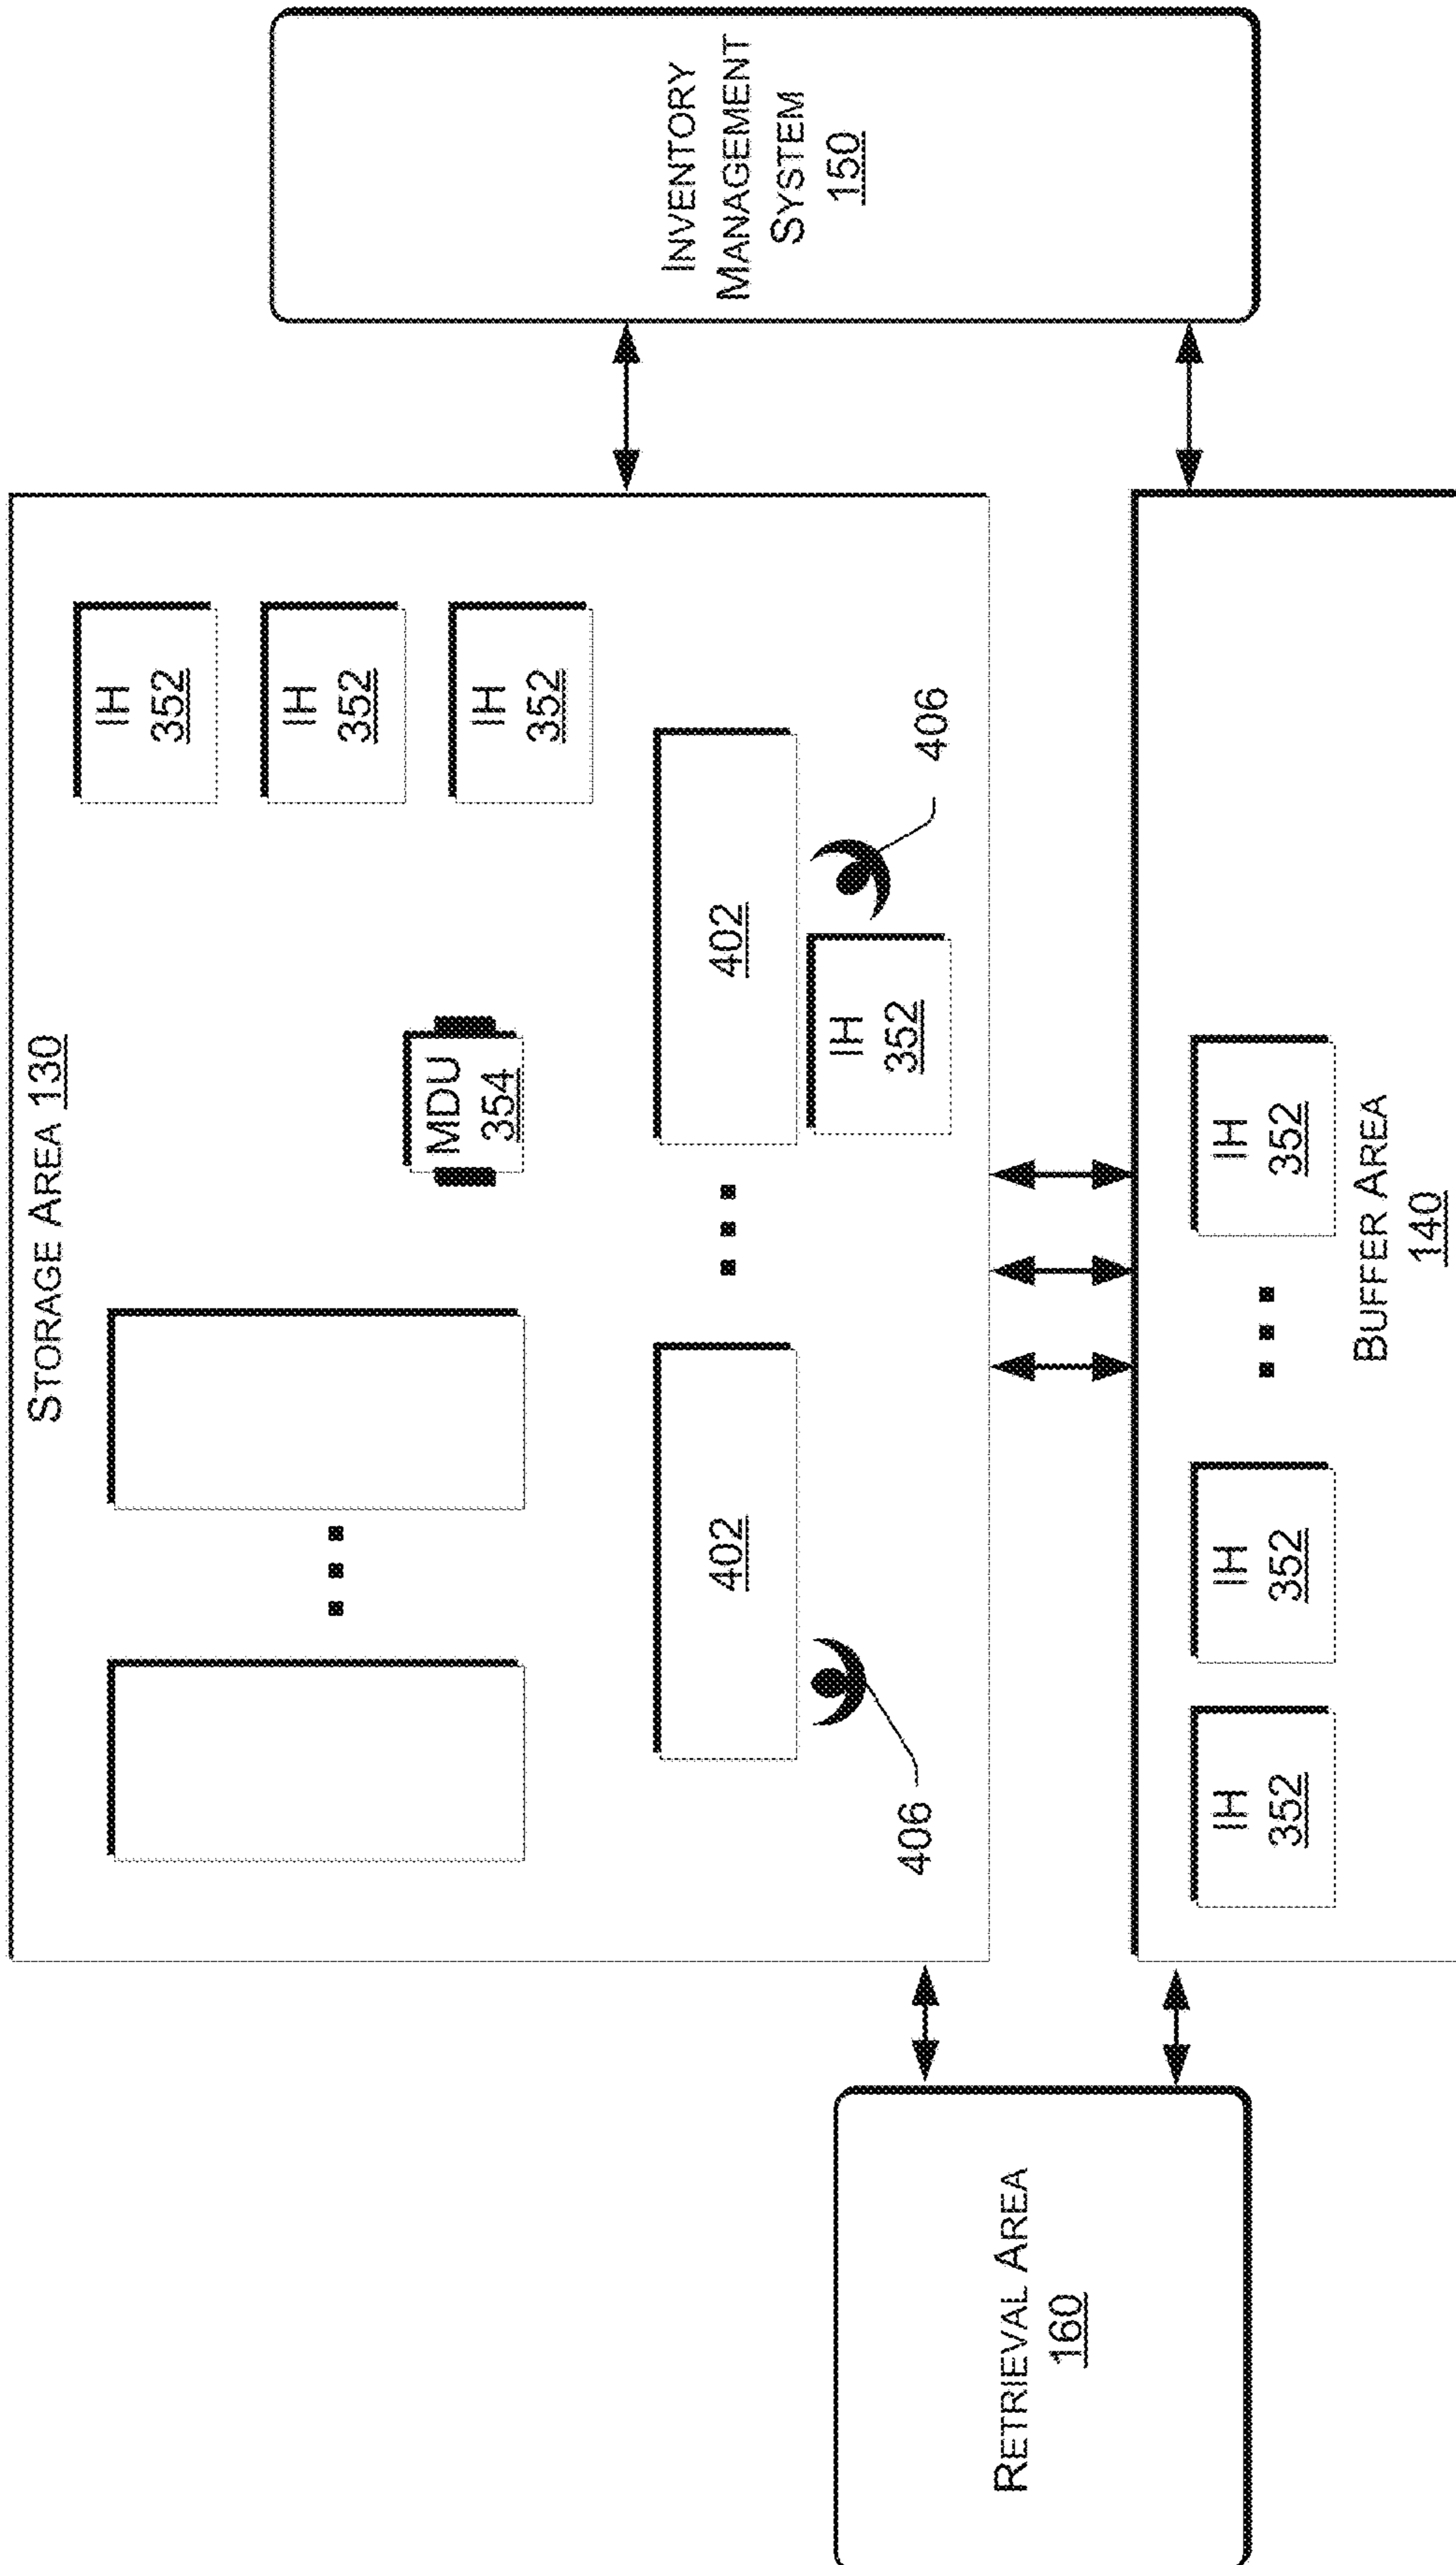 STORAGE AREA 130
IH
352
IH
352
IH
352
MDU
354
402
402
IH
352
406
406
INVENTORY
MANAGEMENT
SYSTEM
150
RETRIEVAL AREA
160
IH
352
IH
352
IH
352
BUFFER AREA
140